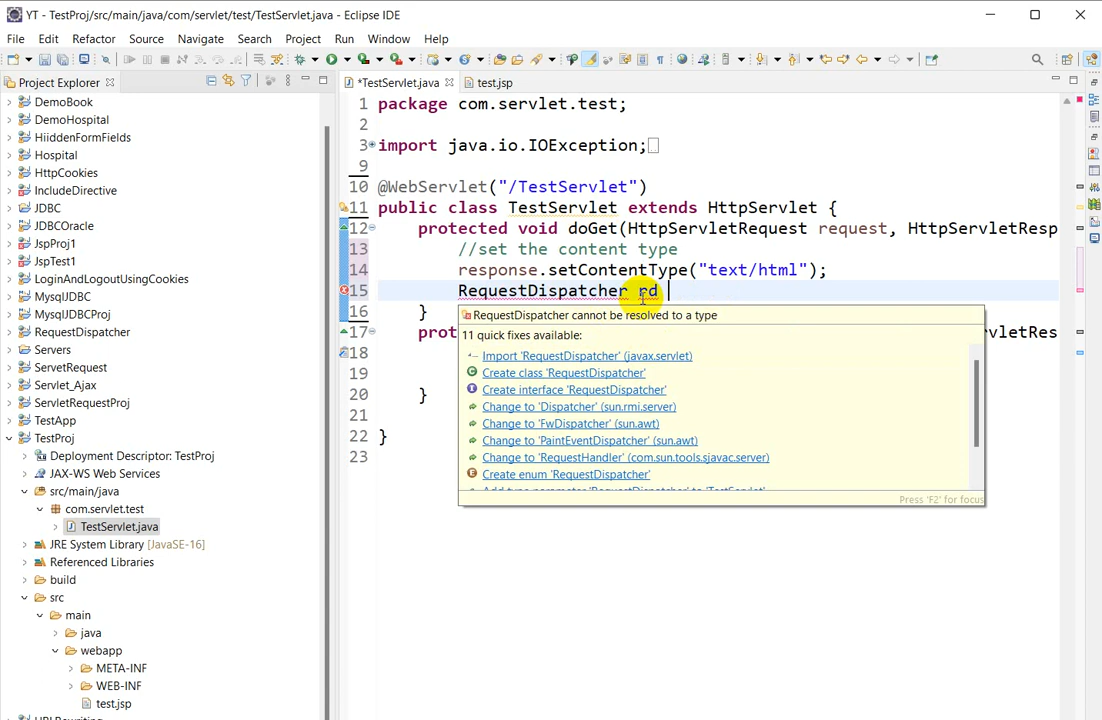 YT - TestProj/src/main/java/com/servlet/test/TestServlet.java - Eclipse IDE
File Edit Refactor Source Navigate Search Project Run Window Help
Project Explorer
*TestServlet.java test.jsp
DemoBook
DemoHospital
HiiddenFormFields
Hospital
HttpCookies
IncludeDirective
JDBC
JDBCOracle
JspProj1
JspTest1
LoginAndLogoutUsingCookies
MysqlJDBC
MysqlJDBCProj
RequestDispatcher
Servers
ServetRequest
Servlet_Ajax
ServletRequestProj
TestApp
TestProj
Deployment Descriptor: TestProj
JAX-WS Web Services
src/main/java
com.servlet.test
TestServlet.java
JRE System Library [JavaSE-16]
Referenced Libraries
build
src
main
java
webapp
META-INF
WEB-INF
test.jsp
1 package com.servlet.test;
2
3 import java.io.IOException;
9
10 @WebServlet("/TestServlet")
11 public class TestServlet extends HttpServlet {
12 protected void doGet(HttpServletRequest request, HttpServletResp
13 //set the content type
14 response.setContentType("text/html");
15 RequestDispatcher rd
16 }
17 prot rvletRes
18
19
20 }
21
22 }
23
RequestDispatcher cannot be resolved to a type
11 quick fixes available:
Import 'RequestDispatcher' (javax.servlet)
Create class 'RequestDispatcher'
Create interface 'RequestDispatcher'
Change to 'Dispatcher' (sun.rmi.server)
Change to 'FwDispatcher' (sun.awt)
Change to 'PaintEventDispatcher' (sun.awt)
Change to 'RequestHandler' (com.sun.tools.sjavac.server)
Create enum 'RequestDispatcher'
Add type parameter 'RequestDispatcher' to 'TestServlet'
Press 'F2' for focus